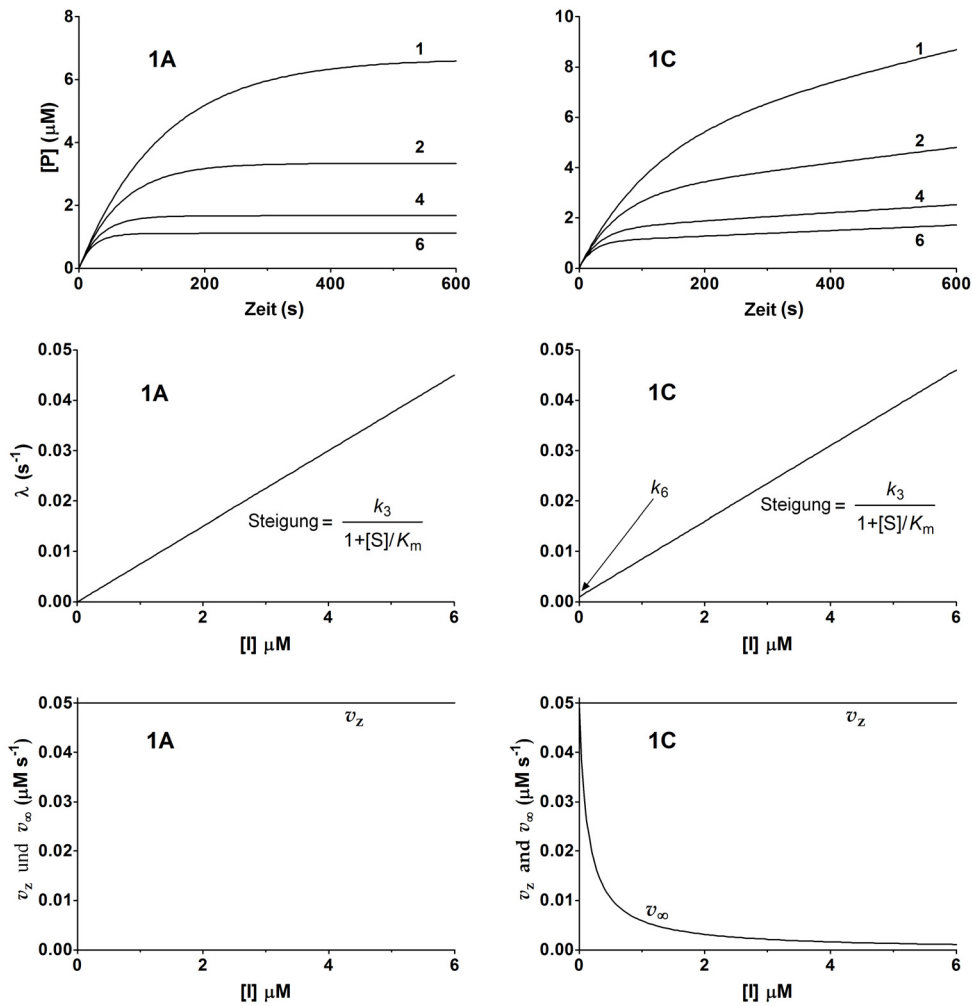 8
6
4
2
0
[P] (μM)
1A
1
2
4
6
0 200 400 600
Zeit (s)
10
8
6
4
2
0
1C
1
2
4
6
0 200 400 600
Zeit (s)
0.05
0.04
0.03
0.02
0.01
0.00
λ (s⁻¹)
1A
Steigung = k₃ / 1+[S]/Kₘ
0 2 4 6
[I] μM
0.05
0.04
0.03
0.02
0.01
0.00
1C
k₆
Steigung = k₃ / 1+[S]/Kₘ
0 2 4 6
[I] μM
0.05
0.04
0.03
0.02
0.01
0.00
v_z und v_∞ (μM s⁻¹)
v_z
1A
0 2 4 6
[I] μM
0.05
0.04
0.03
0.02
0.01
0.00
v_z and v_∞ (μM s⁻¹)
v_z
1C
v_∞
0 2 4 6
[I] μM